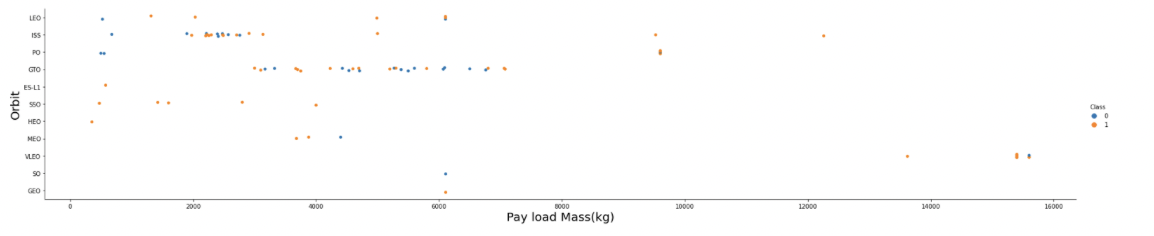 LEO
ISS
PO
GTO
ES-L1
SSO
HEO
MEO
VLEO
SO
GEO
Orbit
0 2000 4000 6000 8000 10000 12000 14000 16000
Pay load Mass(kg)
Class
0
1